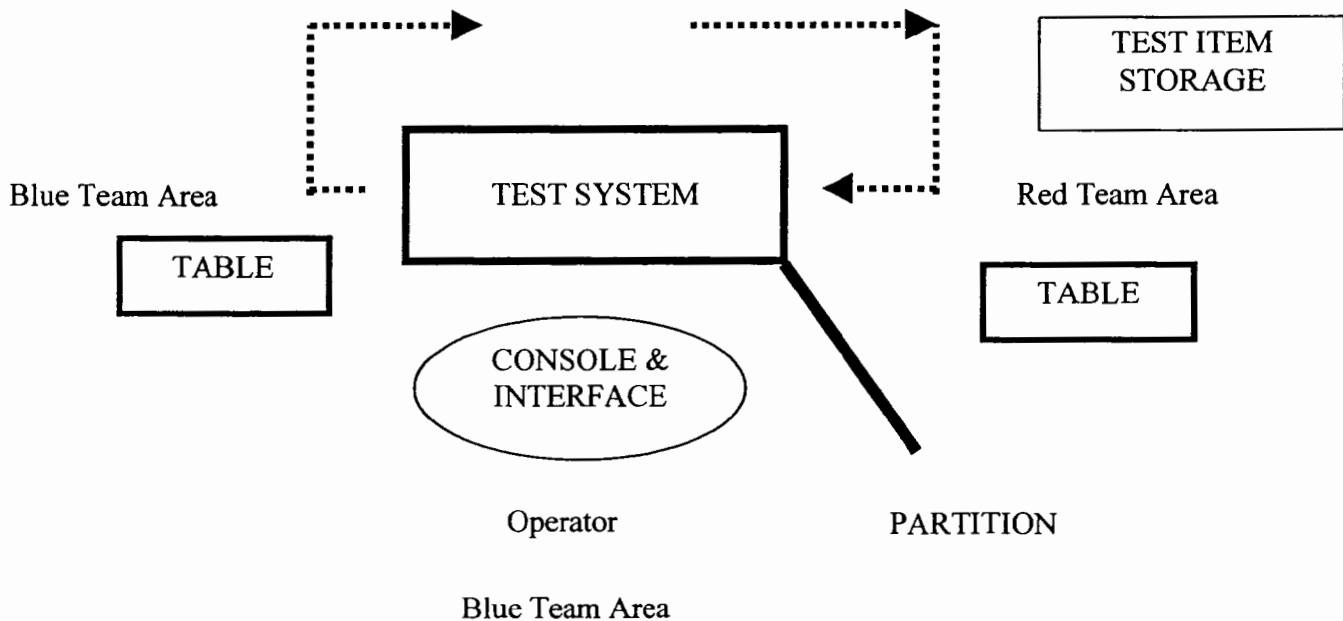 TEST ITEM
STORAGE
Blue Team Area
TEST SYSTEM
Red Team Area
TABLE
TABLE
CONSOLE &
INTERFACE
Operator
PARTITION
Blue Team Area